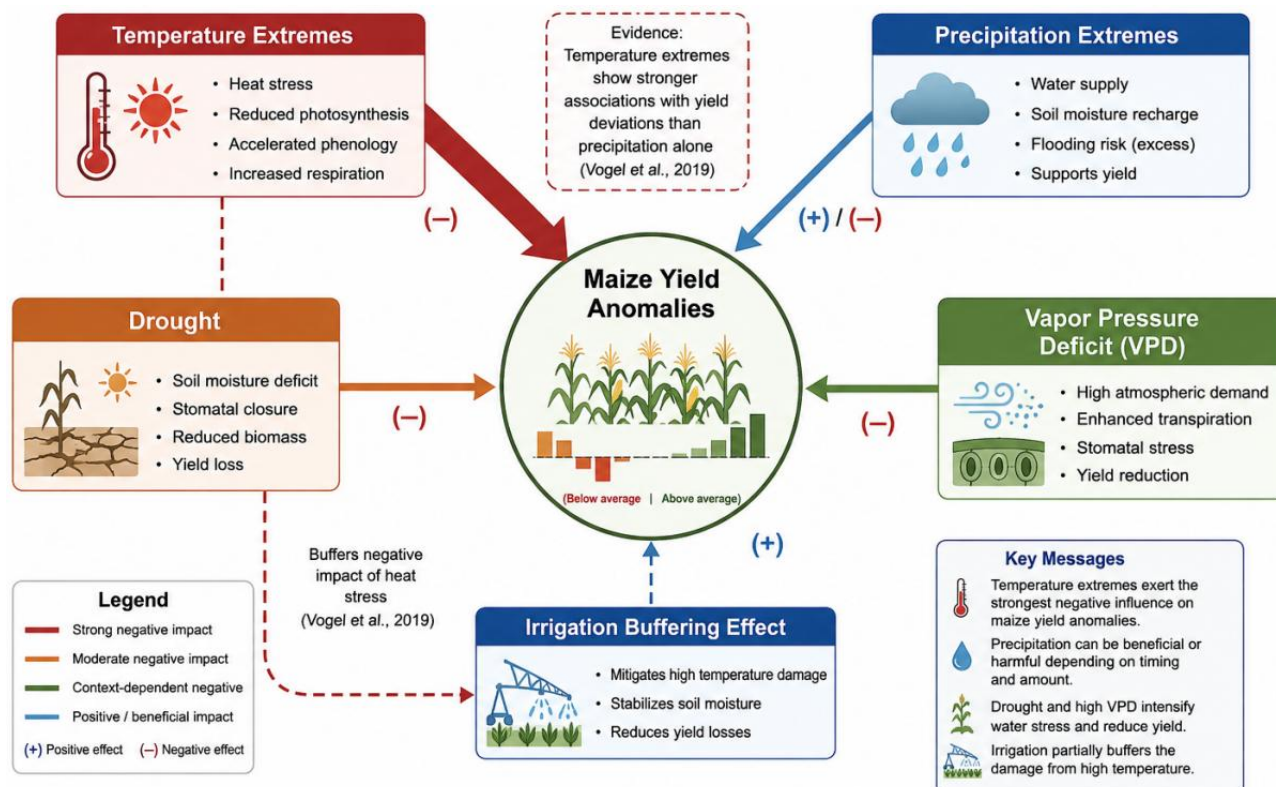 Temperature Extremes
• Heat stress
• Reduced photosynthesis
• Accelerated phenology
• Increased respiration
Evidence:
Temperature extremes
show stronger
associations with yield
deviations than
precipitation alone
(Vogel et al., 2019)
Precipitation Extremes
• Water supply
• Soil moisture recharge
• Flooding risk (excess)
• Supports yield
(–)
(+) / (–)
Maize Yield
Anomalies
(Below average | Above average)
Drought
• Soil moisture deficit
• Stomatal closure
• Reduced biomass
• Yield loss
(–)
Vapor Pressure
Deficit (VPD)
• High atmospheric demand
• Enhanced transpiration
• Stomatal stress
• Yield reduction
(–)
Buffers negative
impact of heat
stress
(Vogel et al., 2019)
(+)
Irrigation Buffering Effect
• Mitigates high temperature damage
• Stabilizes soil moisture
• Reduces yield losses
Legend
Strong negative impact
Moderate negative impact
Context-dependent negative
Positive / beneficial impact
(+) Positive effect (–) Negative effect
Key Messages
Temperature extremes exert the
strongest negative influence on
maize yield anomalies.
Precipitation can be beneficial or
harmful depending on timing
and amount.
Drought and high VPD intensify
water stress and reduce yield.
Irrigation partially buffers the
damage from high temperature.